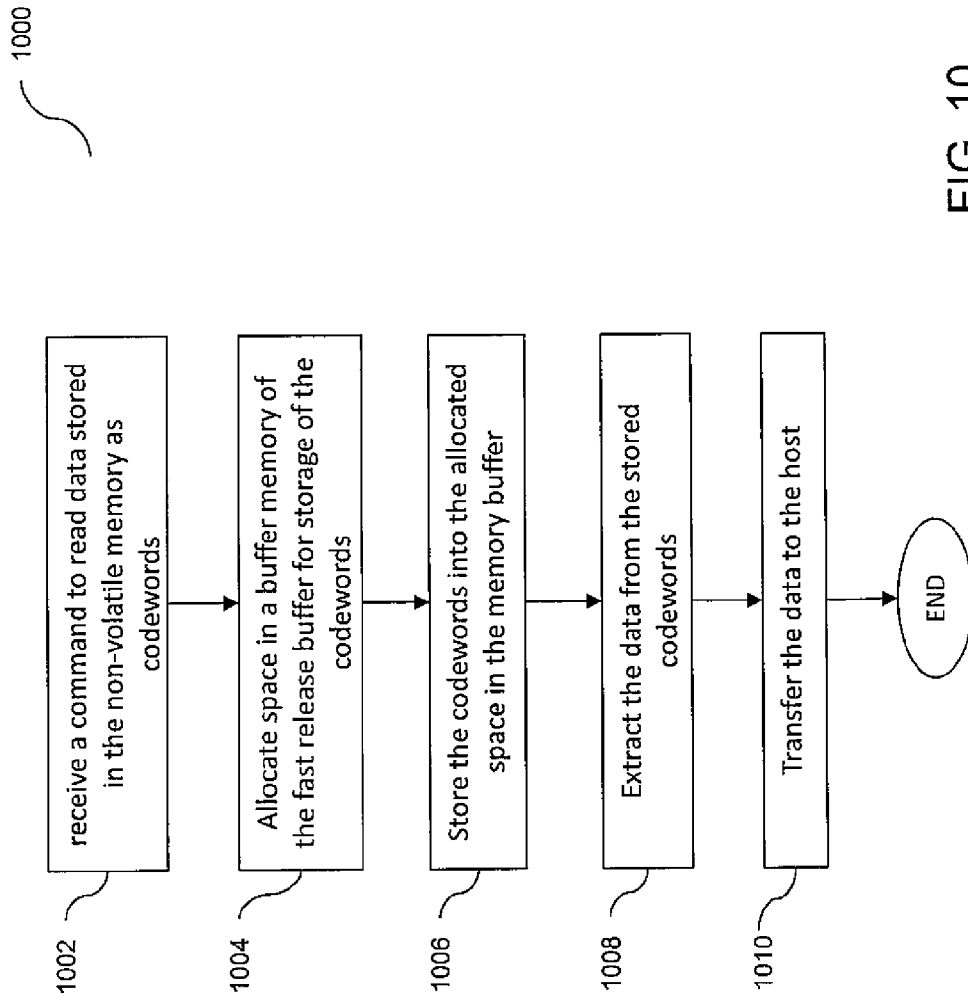 1000
1002
receive a command to read data stored
in the non-volatile memory as
codewords
1004
Allocate space in a buffer memory of
the fast release buffer for storage of the
codewords
1006
Store the codewords into the allocated
space in the memory buffer
1008
Extract the data from the stored
codewords
1010
Transfer the data to the host
END
FIG. 10